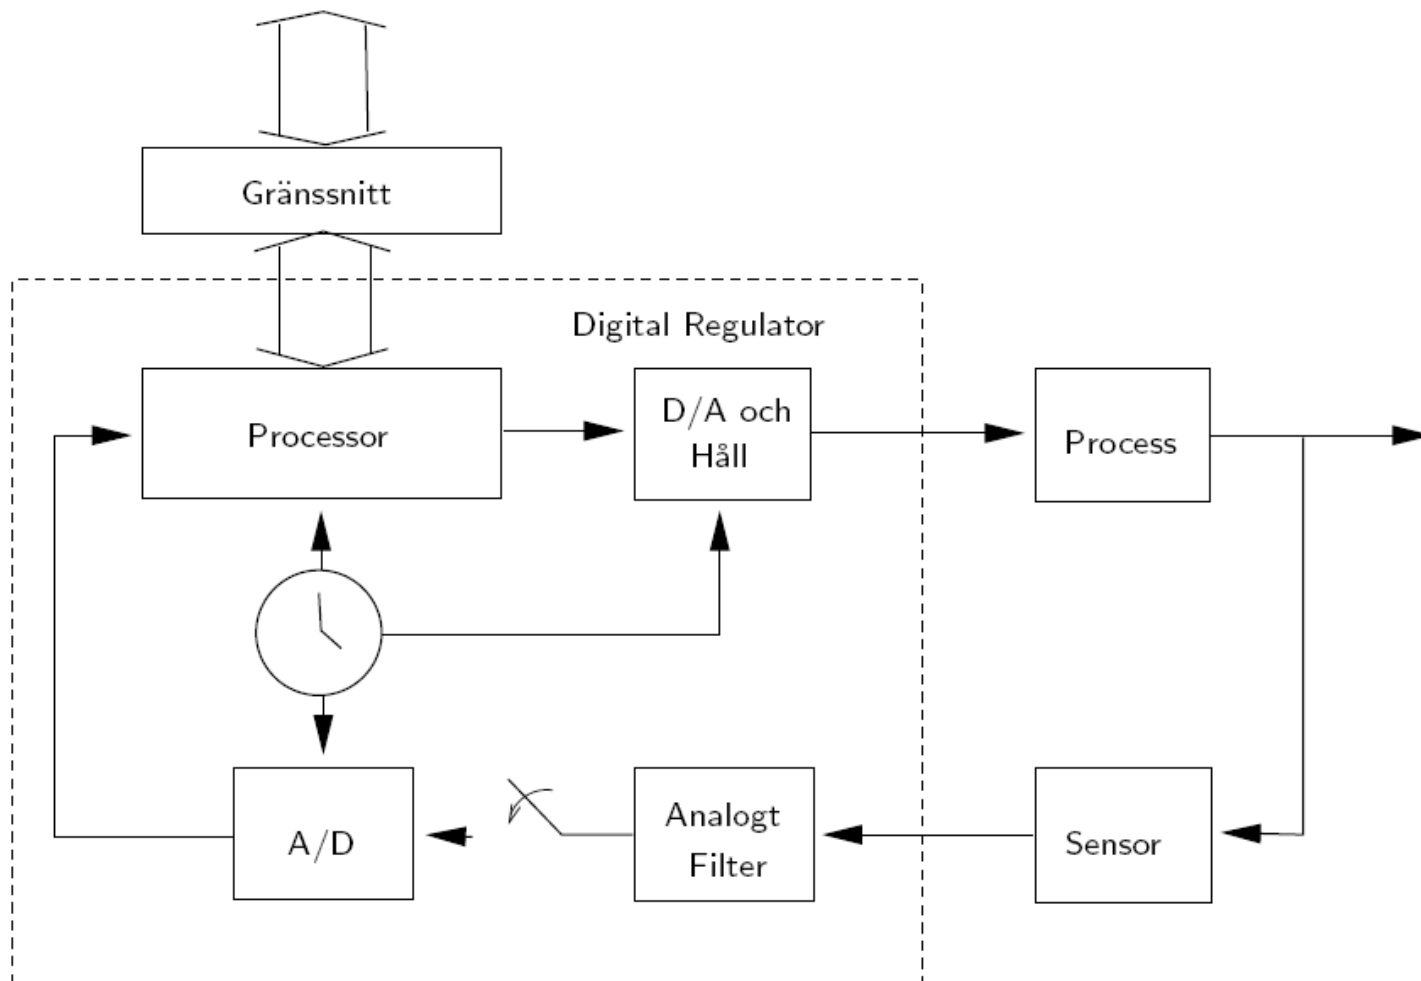 Gränssnitt
Digital Regulator
Processor
D/A och
Håll
Process
A/D
Analogt
Filter
Sensor